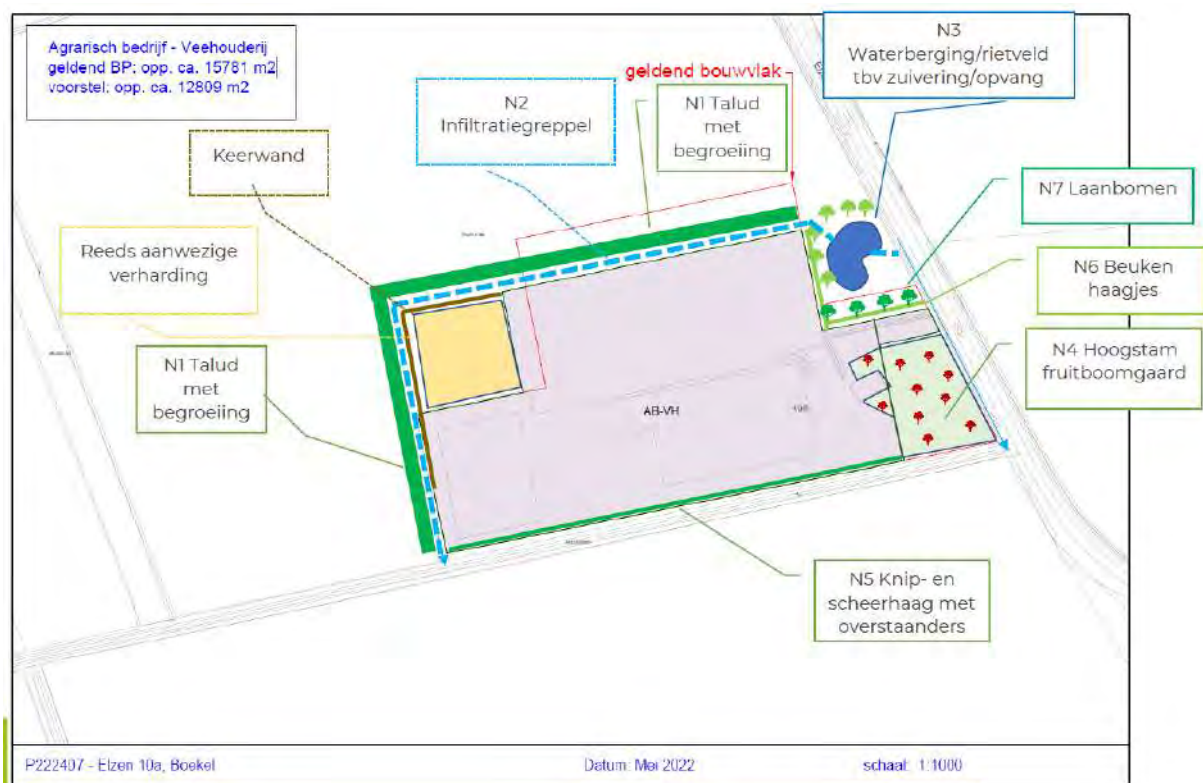 Agrarisch bedrijf - Veehouderij
geldend BP: opp. ca. 15781 m2
voorstel: opp. ca. 12809 m2
Keerwand
N2
Infiltratiegreppel
geldend bouwvlak
N1 Talud
met
begroeiing
N3
Waterberging/rietveld
tbv zuivering/opvang
N7 Laanbomen
N6 Beuken
haagjes
N4 Hoogstam
fruitboomgaard
Reeds aanwezige
verharding
N1 Talud
met
begroeiing
AB-VH
N5 Knip- en
scheerhaag met
overstaanders
P222407 - Elzen 10a, Boekel
Datum: Mei 2022
schaal: 1:1000